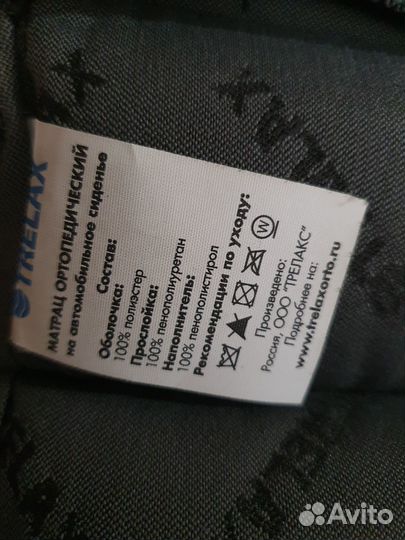 TRELAX
МАТРАЦ ОРТОПЕДИЧЕСКИЙ
на автомобильное сиденье
Состав:
Оболочка:
100% полиэстер
Прослойка:
100% пенополиуретан
Наполнитель:
100% пенополистирол
Рекомендации по уходу:
W
Произведено:
Россия, ООО "ТРЕЛАКС"
Подробнее на:
www.trelaxorto.ru
Avito